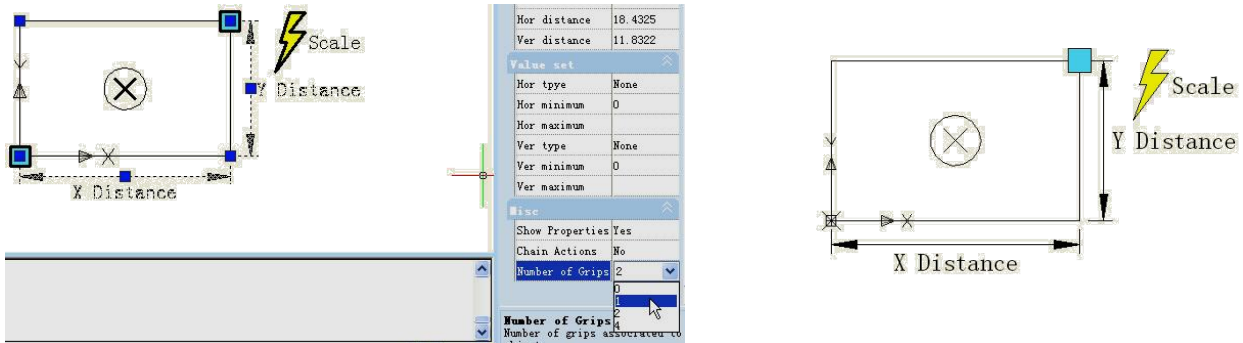 Scale
Y Distance
X Distance
Hor distance 18.4325
Ver distance 11.8322
Value set
Hor tpye None
Hor minimum 0
Hor maximum
Ver type None
Ver minimum 0
Ver maximum
Misc
Show Properties Yes
Chain Actions No
Number of Grips 2
0
1
2
4
Number of Grips
Number of grips associated to
Scale
Y Distance
X Distance